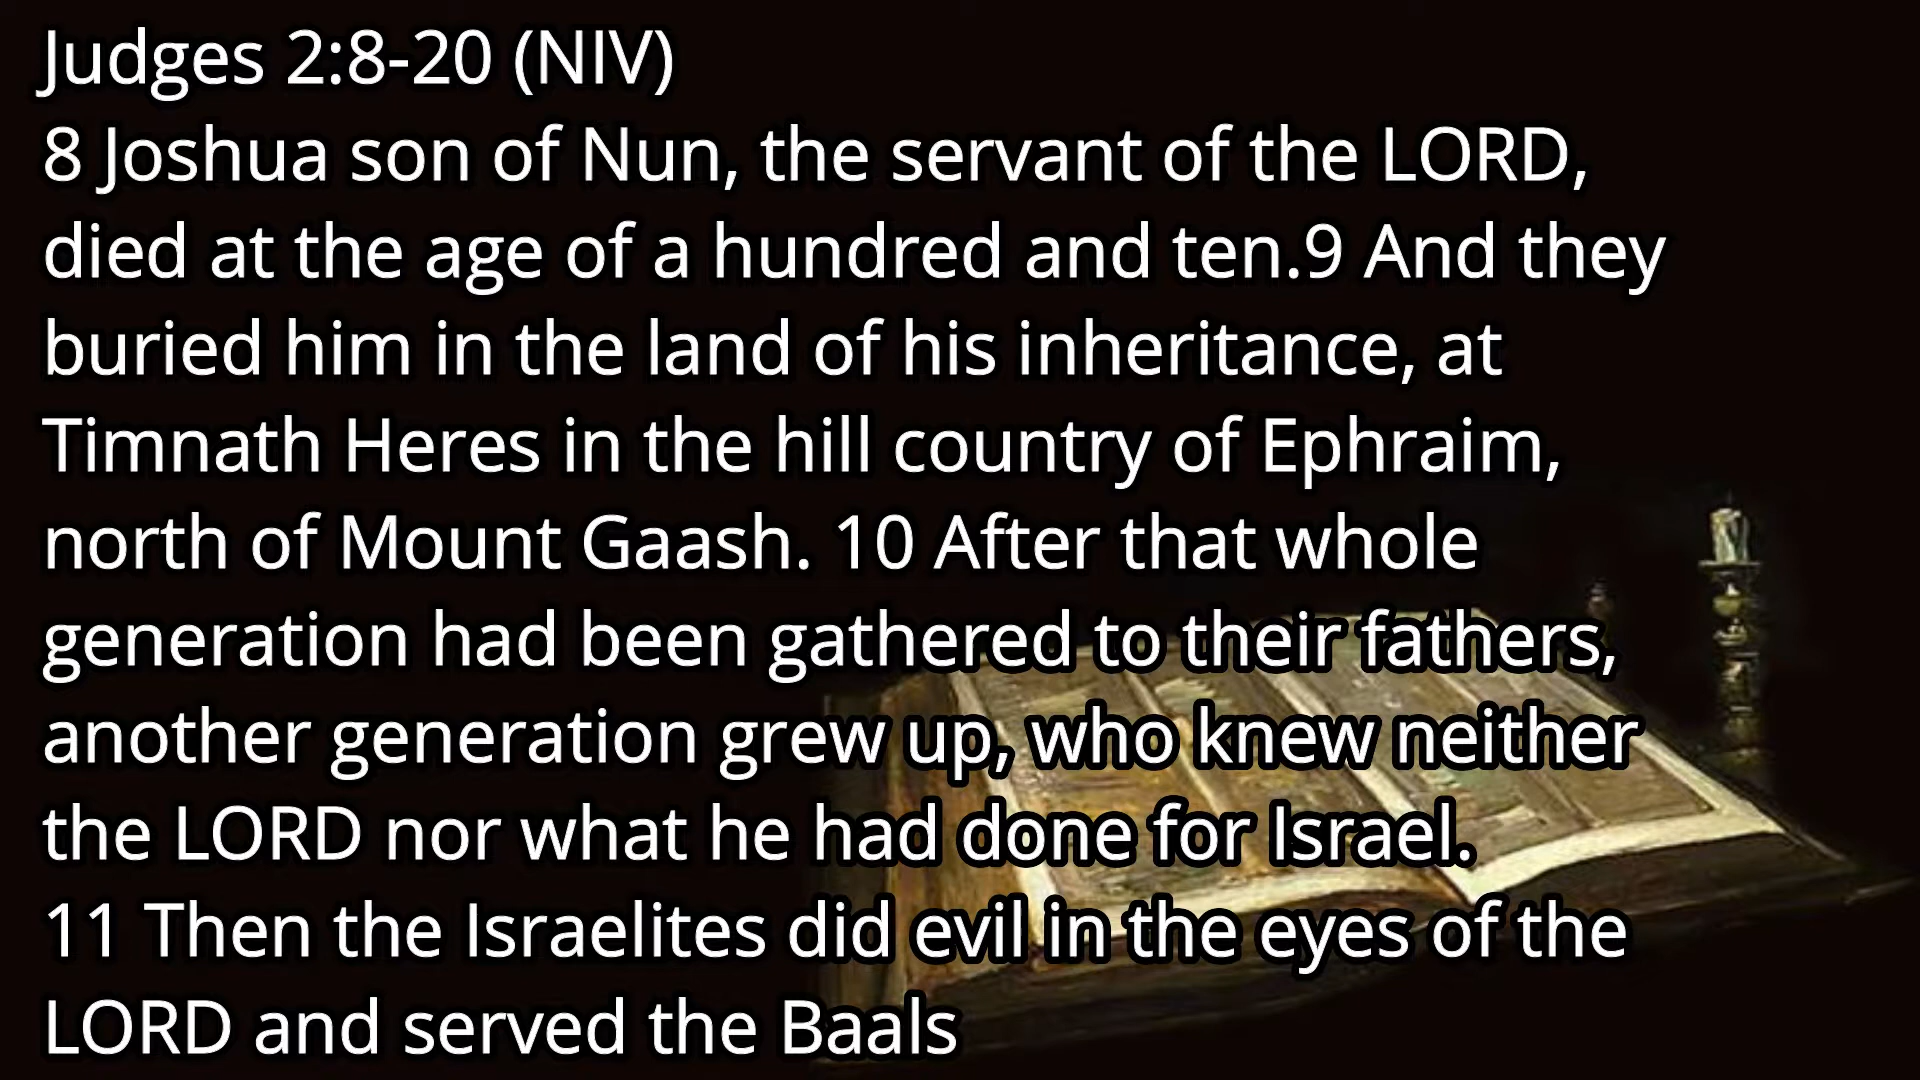 Judges 2:8-20 (NIV)
8 Joshua son of Nun, the servant of the LORD,
died at the age of a hundred and ten.9 And they
buried him in the land of his inheritance, at
Timnath Heres in the hill country of Ephraim,
north of Mount Gaash. 10 After that whole
generation had been gathered to their fathers,
another generation grew up, who knew neither
the LORD nor what he had done for Israel.
11 Then the Israelites did evil in the eyes of the
LORD and served the Baals